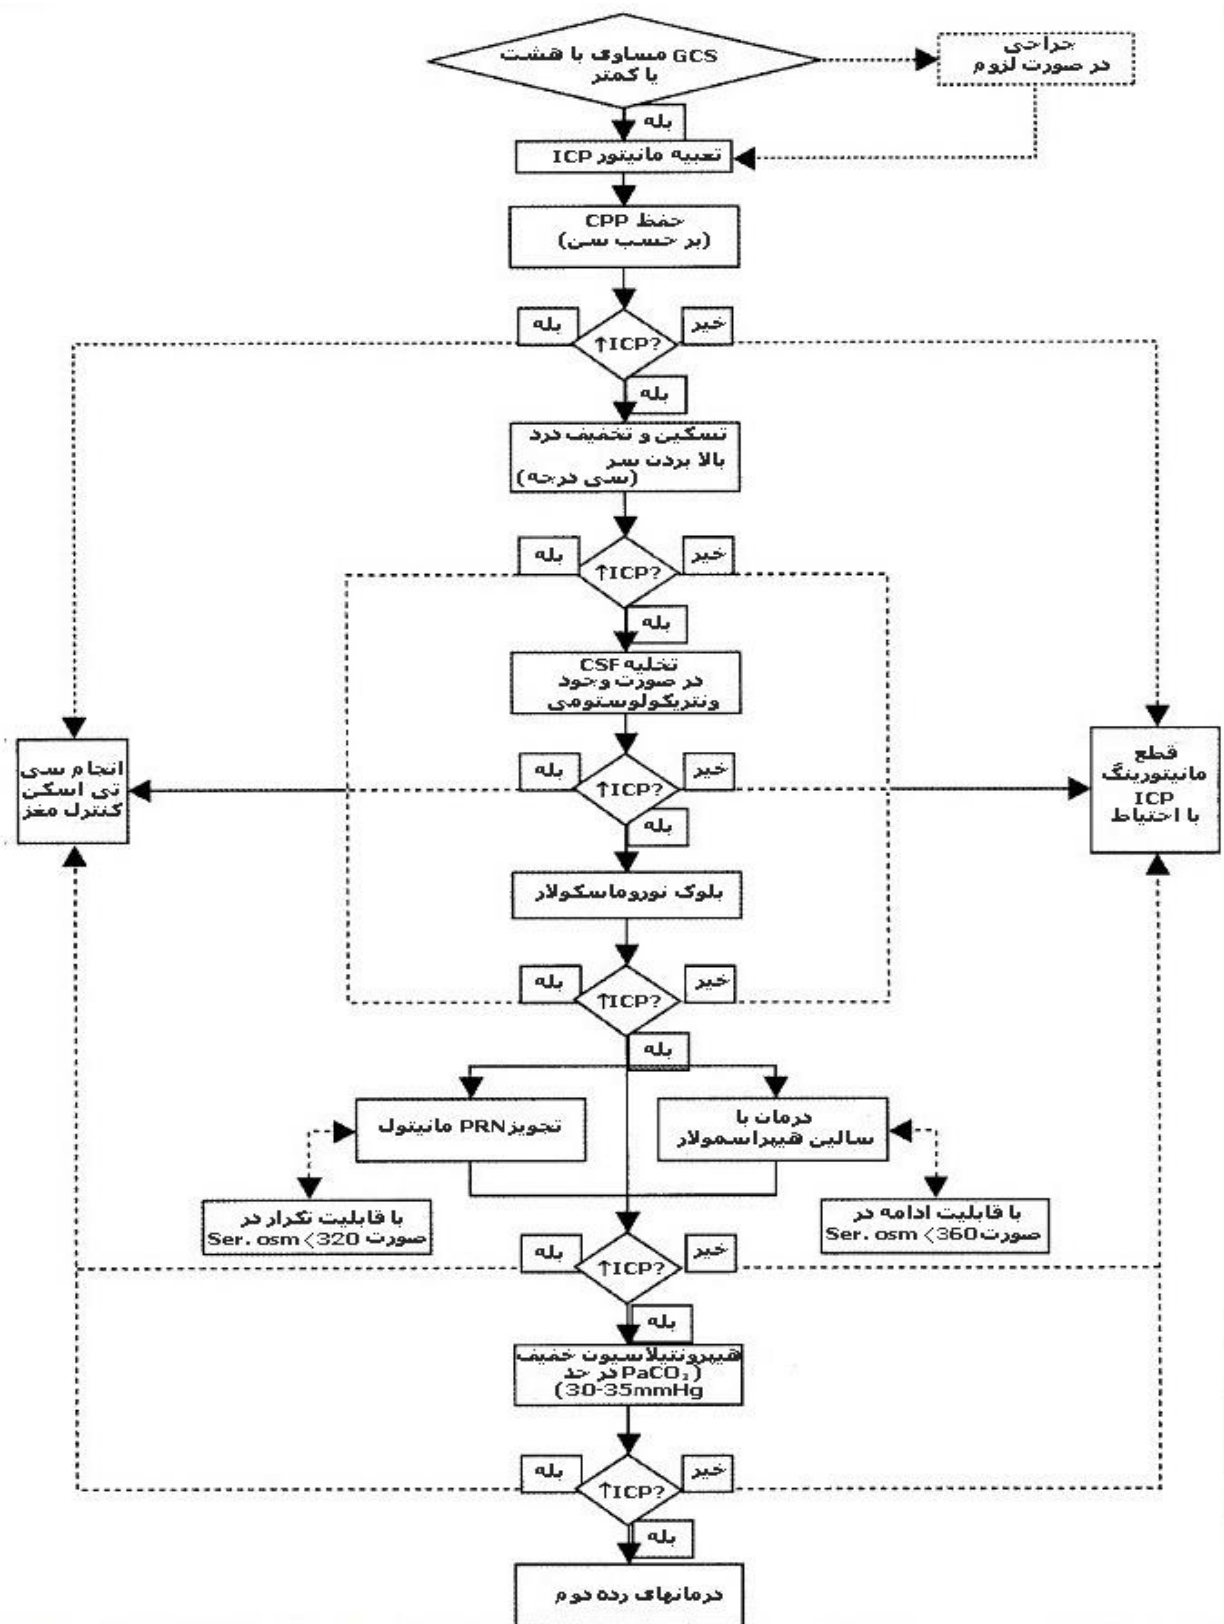 GCS مساوی با هشت
یا کمتر
جراحی
در صورت لزوم
بله
تعبیه مانیتور ICP
حفظ CPP
(بر حسب سن)
بله
↑ICP?
خیر
بله
تسکین و تخفیف درد
بالا بردن سر
(سی درجه)
بله
↑ICP?
خیر
بله
تخلیه CSF
در صورت وجود
ونتریکولوستومی
انجام سی
تی اسکن
کنترل مغز
بله
↑ICP?
خیر
قطع
مانیتورینگ
ICP
با احتیاط
بله
بلوک نوروماسکولار
بله
↑ICP?
خیر
بله
درمان با
سالین هیپراسمولار
تجویز PRN مانیتول
با قابلیت ادامه در
صورت Ser. osm <360
با قابلیت تکرار در
صورت Ser. osm <320
بله
↑ICP?
خیر
بله
هیپرونتیلاسیون خفیف
(PaCO₂ در حد
30-35mmHg)
بله
↑ICP?
خیر
بله
درمانهای رده دوم